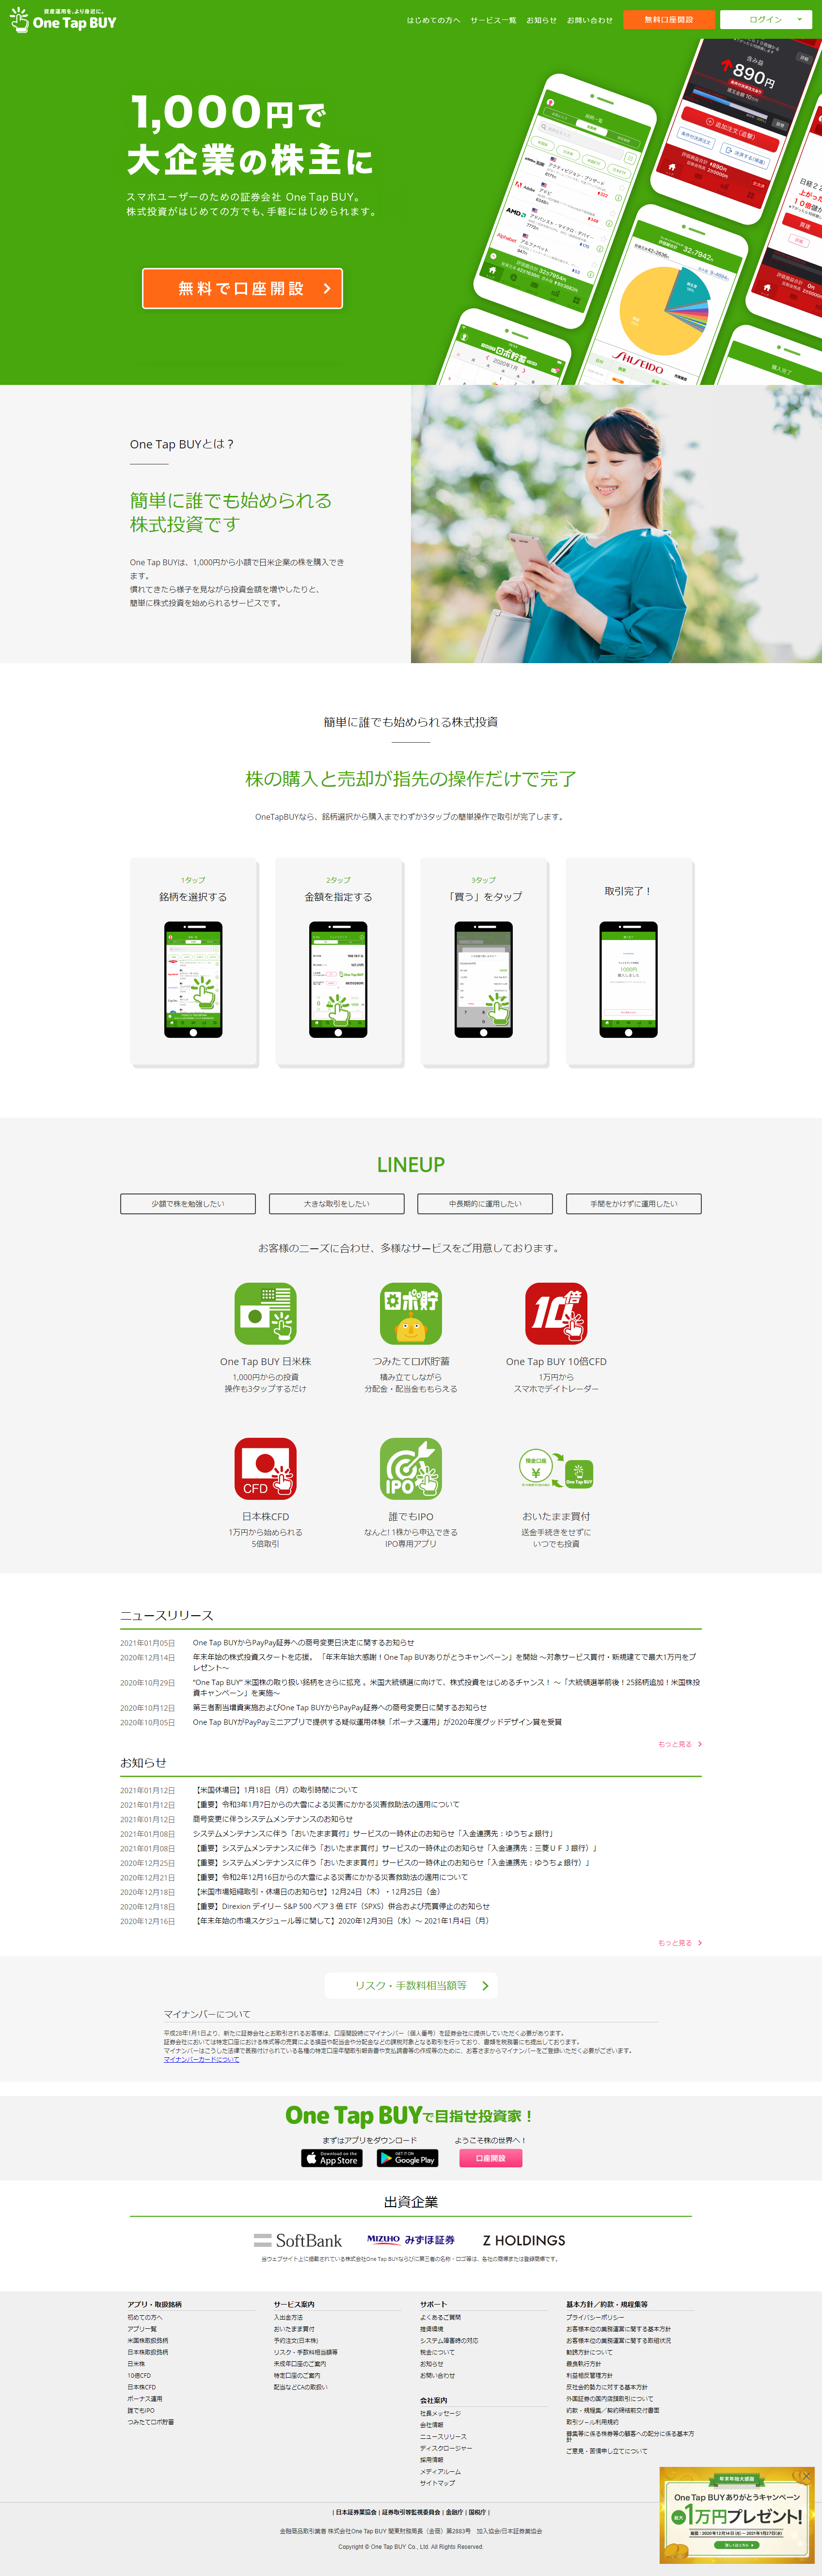 資産運用を、より身近に。
One Tap BUY
はじめての方へ サービス一覧 お知らせ お問い合わせ 無料口座開設 ログイン
1,000円で
大企業の株主に
スマホユーザーのための証券会社 One Tap BUY。
株式投資がはじめての方でも、手軽にはじめられます。
無料で口座開設
One Tap BUYとは？
簡単に誰でも始められる
株式投資です
One Tap BUYは、1,000円から小額で日米企業の株を購入でき
ます。
慣れてきたら様子を見ながら投資金額を増やしたりと、
簡単に株式投資を始められるサービスです。
簡単に誰でも始められる株式投資
株の購入と売却が指先の操作だけで完了
OneTapBUYなら、銘柄選択から購入までわずか3タップの簡単操作で取引が完了します。
1タップ
銘柄を選択する
2タップ
金額を指定する
3タップ
「買う」をタップ
取引完了！
LINEUP
少額で株を勉強したい
大きな取引をしたい
中長期的に運用したい
手間をかけずに運用したい
お客様のニーズに合わせ、多様なサービスをご用意しております。
One Tap BUY 日米株
1,000円からの投資
操作も3タップするだけ
ロボ貯
つみたてロボ貯蓄
積み立てしながら
分配金・配当金ももらえる
10倍
One Tap BUY 10倍CFD
1万円から
スマホでデイトレーダー
CFD
日本株CFD
1万円から始められる
5倍取引
IPO
誰でもIPO
なんと! 1株から申込できる
IPO専用アプリ
預金口座
¥
One Tap BUY
おいたまま買付
送金手続きをせずに
いつでも投資
ニュースリリース
2021年01月05日 One Tap BUYからPayPay証券への商号変更日決定に関するお知らせ
2020年12月14日 年末年始の株式投資スタートを応援。 「年末年始大感謝！One Tap BUYありがとうキャンペーン」を開始 ～対象サービス買付・新規建てで最大1万円をプ
レゼント～
2020年10月29日 “One Tap BUY” 米国株の取り扱い銘柄をさらに拡充 。米国大統領選に向けて、株式投資をはじめるチャンス！ ～「大統領選挙前後！25銘柄追加！米国株投
資キャンペーン」を実施～
2020年10月12日 第三者割当増資実施およびOne Tap BUYからPayPay証券への商号変更日に関するお知らせ
2020年10月05日 One Tap BUYがPayPayミニアプリで提供する疑似運用体験「ボーナス運用」が2020年度グッドデザイン賞を受賞
もっと見る
お知らせ
2021年01月12日 【米国休場日】1月18日（月）の取引時間について
2021年01月12日 【重要】令和3年1月7日からの大雪による災害にかかる災害救助法の適用について
2021年01月12日 商号変更に伴うシステムメンテナンスのお知らせ
2021年01月08日 システムメンテナンスに伴う「おいたまま買付」サービスの一時休止のお知らせ「入金連携先：ゆうちょ銀行」
2021年01月08日 【重要】システムメンテナンスに伴う「おいたまま買付」サービスの一時休止のお知らせ「入金連携先：三菱ＵＦＪ銀行）」
2020年12月25日 【重要】システムメンテナンスに伴う「おいたまま買付」サービスの一時休止のお知らせ「入金連携先：ゆうちょ銀行）」
2020年12月21日 【重要】令和2年12月16日からの大雪による災害にかかる災害救助法の適用について
2020年12月18日 【米国市場短縮取引・休場日のお知らせ】12月24日（木）・12月25日（金）
2020年12月18日 【重要】Direxion デイリー S&P 500 ベア 3 倍 ETF（SPXS）併合および売買停止のお知らせ
2020年12月16日 【年末年始の市場スケジュール等に関して】2020年12月30日（水）～ 2021年1月4日（月）
もっと見る
リスク・手数料相当額等
マイナンバーについて
平成28年1月1日より、新たに証券会社とお取引されるお客様は、口座開設時にマイナンバー（個人番号）を証券会社に提供していただく必要があります。
証券会社においては特定口座における株式等の売買による損益や配当金や分配金などの課税対象となる取引を行っており、書類を税務署にも提出しております。
マイナンバーはこうした法律で義務付けられている各種の特定口座年間取引報告書や支払調書等の作成等のために、お客さまからマイナンバーをご登録いただく必要がございます。
マイナンバーカードについて
One Tap BUYで目指せ投資家！
まずはアプリをダウンロード
Download on the App Store
GET IT ON Google Play
ようこそ株の世界へ！
口座開設
出資企業
SoftBank
MIZUHO みずほ証券
Z HOLDINGS
当ウェブサイト上に掲載されている株式会社One Tap BUYならびに第三者の名称・ロゴ等は、各社の商標または登録商標です。
アプリ・取扱銘柄
初めての方へ
アプリ一覧
米国株取扱銘柄
日本株取扱銘柄
日米株
10倍CFD
日本株CFD
ボーナス運用
誰でもIPO
つみたてロボ貯蓄
サービス案内
入出金方法
おいたまま買付
予約注文(日本株)
リスク・手数料相当額等
未成年口座のご案内
特定口座のご案内
配当などCAの取扱い
サポート
よくあるご質問
推奨環境
システム障害時の対応
税金について
お知らせ
お問い合わせ
会社案内
社長メッセージ
会社情報
ニュースリリース
ディスクロージャー
採用情報
メディアルーム
サイトマップ
基本方針／約款・規程集等
プライバシーポリシー
お客様本位の業務運営に関する基本方針
お客様本位の業務運営に関する取組状況
勧誘方針について
最良執行方針
利益相反管理方針
反社会的勢力に対する基本方針
外国証券の国内店頭取引について
約款・規程集／契約締結前交付書面
取引ツール利用規約
募集等に係る株券等の顧客への配分に係る基本方
針
ご意見・苦情申し立てについて
年末年始大感謝
One Tap BUYありがとうキャンペーン
最大1万円プレゼント!
期間：2020年12月14日(月)～2021年1月27日(水)
詳しくはこちら
| 日本証券業協会 | 証券取引等監視委員会 | 金融庁 | 国税庁 |
金融商品取引業者 株式会社One Tap BUY 関東財務局長（金商）第2883号 加入協会/日本証券業協会
Copyright © One Tap BUY Co., Ltd. All Rights Reserved.